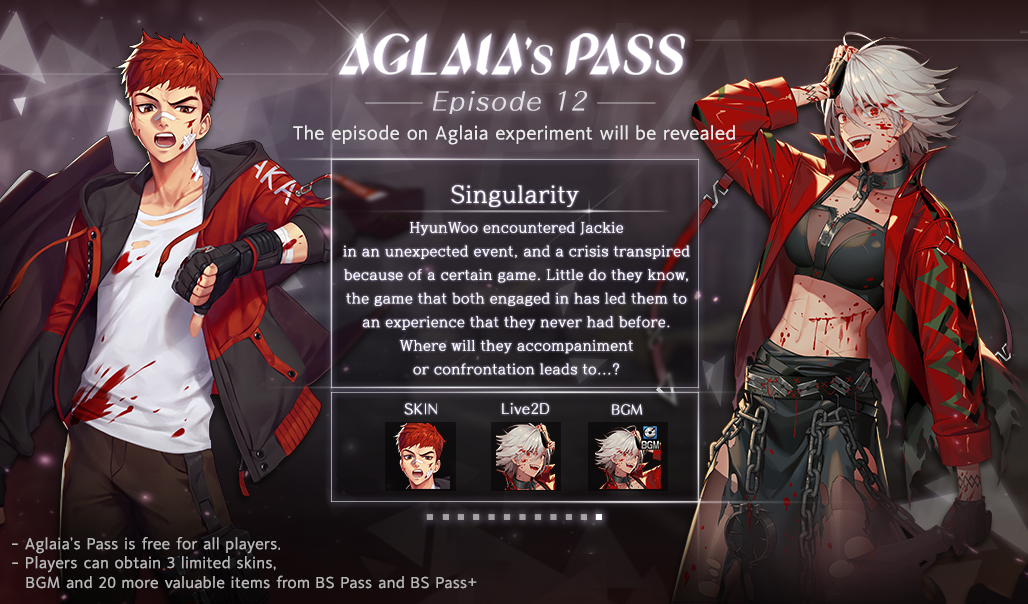 AGLAIA's PASS
Episode 12
The episode on Aglaia experiment will be revealed
AKA
Singularity
HyunWoo encountered Jackie
in an unexpected event, and a crisis transpired
because of a certain game. Little do they know,
the game that both engaged in has led them to
an experience that they never had before.
Where will they accompaniment
or confrontation leads to...?
SKIN Live2D BGM
BGM
- Aglaia's Pass is free for all players.
- Players can obtain 3 limited skins,
BGM and 20 more valuable items from BS Pass and BS Pass+